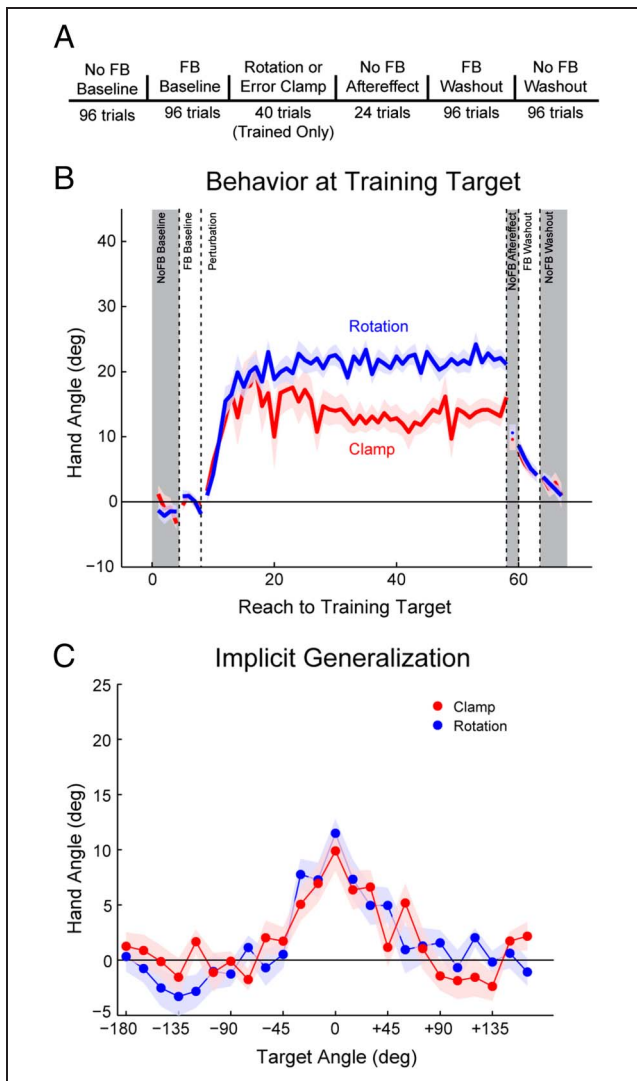 A
No FB Baseline
FB Baseline
Rotation or Error Clamp
No FB Aftereffect
FB Washout
No FB Washout
96 trials
96 trials
40 trials (Trained Only)
24 trials
96 trials
96 trials
B
Behavior at Training Target
NoFB Baseline
FB Baseline
Perturbation
NoFB Aftereffect
FB Washout
NoFB Washout
Rotation
Clamp
Hand Angle (deg)
40
30
20
10
0
−10
0
20
40
60
Reach to Training Target
C
Implicit Generalization
Clamp
Rotation
Hand Angle (deg)
25
20
15
10
5
0
−5
−180
−135
−90
−45
0
+45
+90
+135
Target Angle (deg)